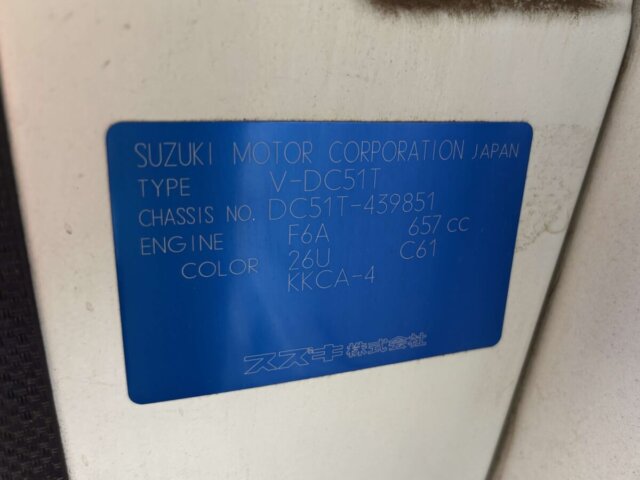 SUZUKI MOTOR CORPORATION JAPAN
TYPE V-DC51T
CHASSIS NO. DC51T-439851
ENGINE F6A 657 CC
COLOR 26U C61
KKCA-4
スズキ株式会社